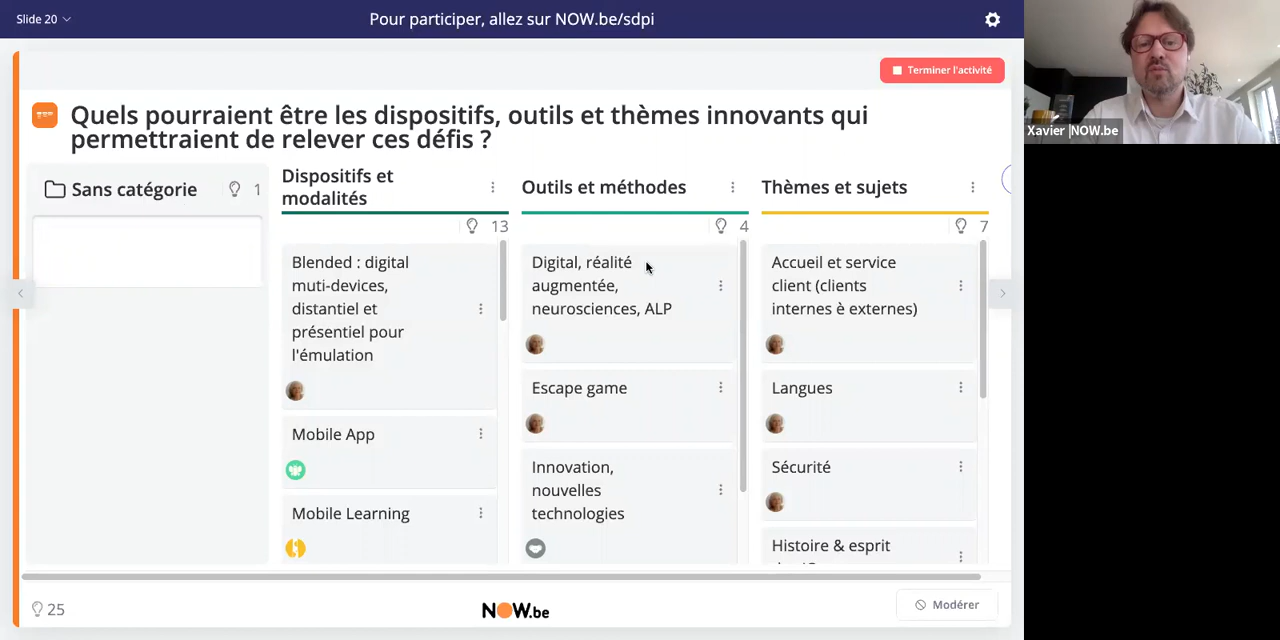 Slide 20
Pour participer, allez sur NOW.be/sdpi
Terminer l'activité
Quels pourraient être les dispositifs, outils et thèmes innovants qui
permettraient de relever ces défis ?
Sans catégorie
1
Dispositifs et
modalités
13
Blended : digital
muti-devices,
distantiel et
présentiel pour
l'émulation
Mobile App
Mobile Learning
Outils et méthodes
4
Digital, réalité
augmentée,
neurosciences, ALP
Escape game
Innovation,
nouvelles
technologies
Thèmes et sujets
7
Accueil et service
client (clients
internes è externes)
Langues
Sécurité
Histoire & esprit
25
NOW.be
Modérer
Xavier |NOW.be